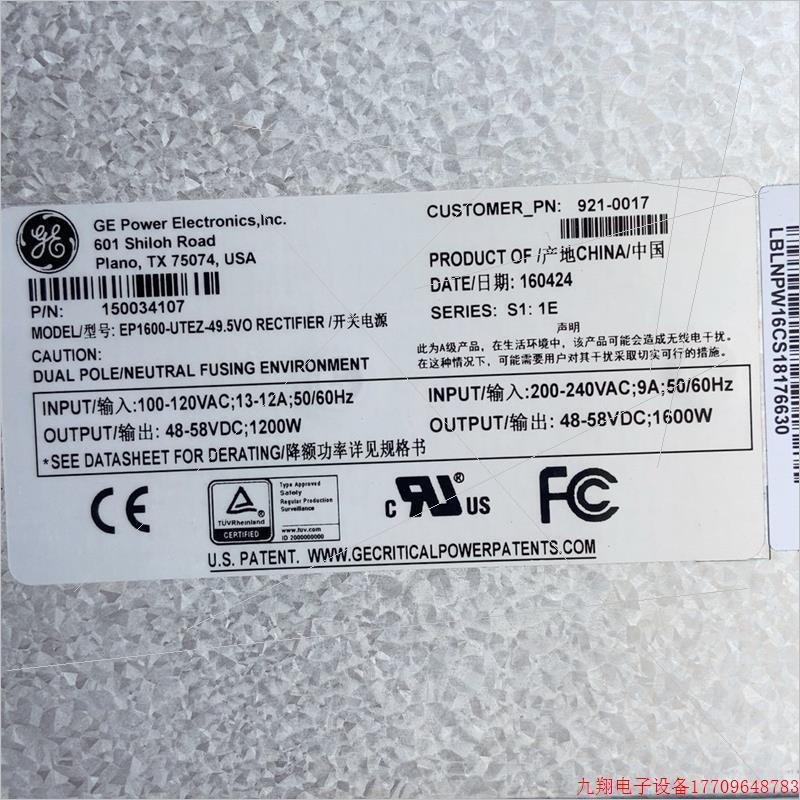 GE
GE Power Electronics,Inc.
601 Shiloh Road
Plano, TX 75074, USA
P/N: 150034107
MODEL/型号: EP1600-UTEZ-49.5VO RECTIFIER /开关电源
CAUTION:
DUAL POLE/NEUTRAL FUSING ENVIRONMENT
CUSTOMER_PN: 921-0017
PRODUCT OF /产地CHINA/中国
DATE/日期: 160424
SERIES: S1: 1E
声明
此为A级产品，在生活环境中，该产品可能会造成无线电干扰。
在这种情况下，可能需要用户对其干扰采取切实可行的措施。
INPUT/输入:100-120VAC;13-12A;50/60Hz
OUTPUT/输出: 48-58VDC;1200W
*SEE DATASHEET FOR DERATING/降额功率详见规格书
INPUT/输入:200-240VAC;9A;50/60Hz
OUTPUT/输出: 48-58VDC;1600W
CE
TÜVRheinland
CERTIFIED
Type Approved
Safety
Regular Production
Surveillance
www.tuv.com
ID 2000000000
c RU US
FC
U.S. PATENT. WWW.GECRITICALPOWERPATENTS.COM
LBLNPW16CS18176630
九翔电子设备17709648783